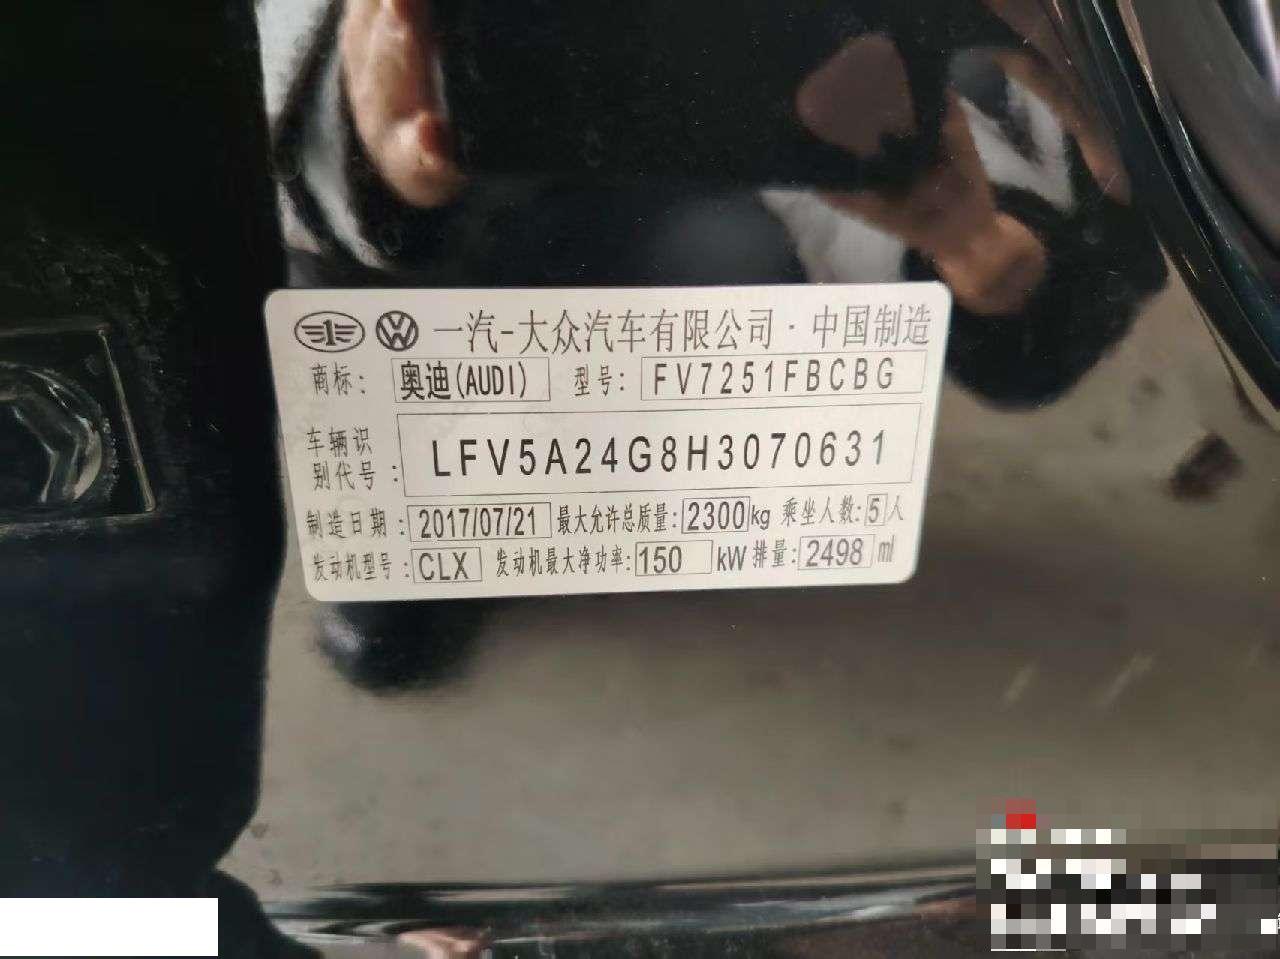 一汽-大众汽车有限公司·中国制造
商标: 奥迪(AUDI) 型号: FV7251FBCBG
车辆识别代号: LFV5A24G8H3070631
制造日期: 2017/07/21 最大允许总质量: 2300kg 乘坐人数: 5人
发动机型号: CLX 发动机最大净功率: 150 kW 排量: 2498 ml